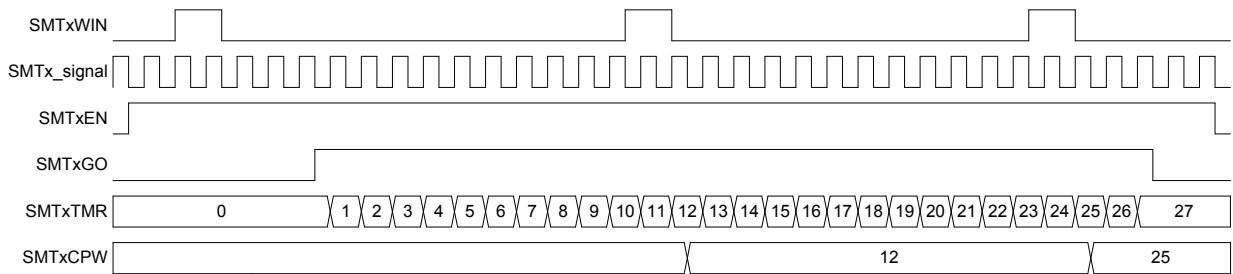 SMTxWIN
SMTx_signal
SMTxEN
SMTxGO
SMTxTMR 0 1 2 3 4 5 6 7 8 9 10 11 12 13 14 15 16 17 18 19 20 21 22 23 24 25 26 27
SMTxCPW 12 25